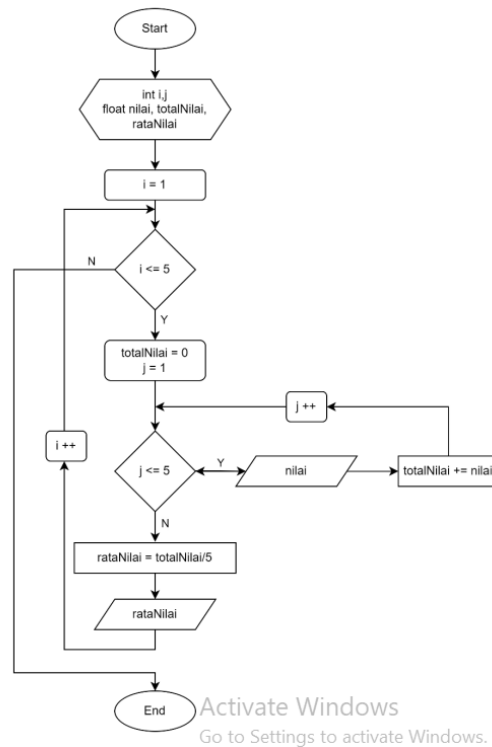 Start
int i,j
float nilai, totalNilai,
rataNilai
i = 1
N
i <= 5
Y
totalNilai = 0
j = 1
j ++
i ++
j <= 5
Y
nilai
totalNilai += nilai
N
rataNilai = totalNilai/5
rataNilai
End
Activate Windows
Go to Settings to activate Windows.